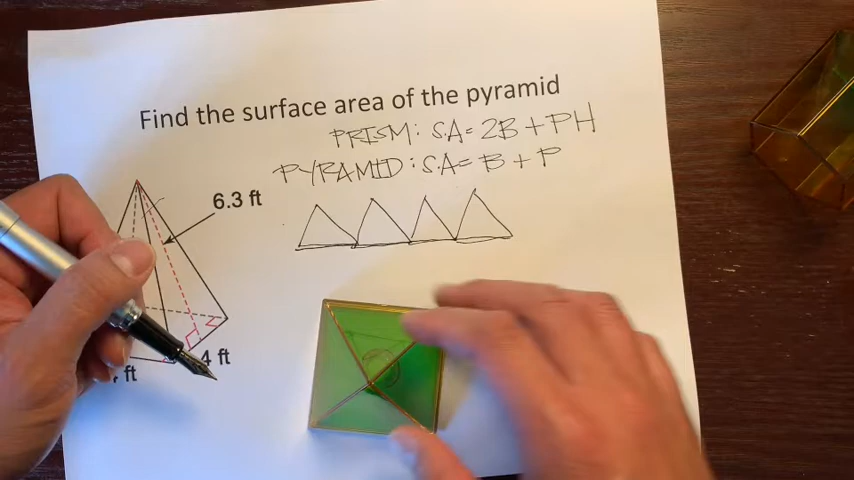 Find the surface area of the pyramid
PRISM: S.A= 2B + PH
PYRAMID: S.A= B + P
6.3 ft
4 ft
ft